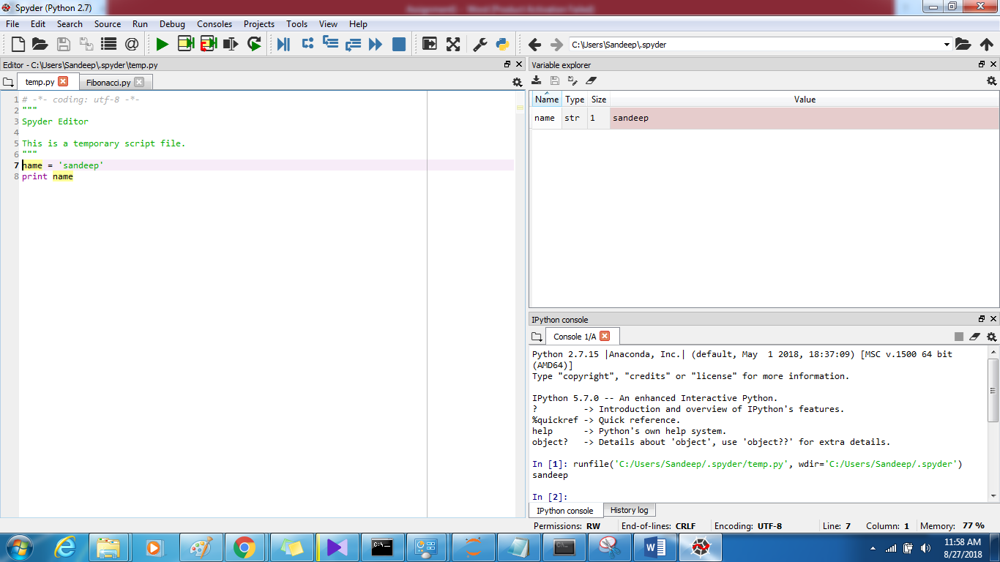 Spyder (Python 2.7)
File Edit Search Source Run Debug Consoles Projects Tools View Help
C:\Users\Sandeep\.spyder
Editor - C:\Users\Sandeep\.spyder\temp.py
temp.py Fibonacci.py
1 # -*- coding: utf-8 -*-
2 """
3 Spyder Editor
4
5 This is a temporary script file.
6 """
7 name = 'sandeep'
8 print name
Variable explorer
Name Type Size Value
name str 1 sandeep
IPython console
Console 1/A
Python 2.7.15 |Anaconda, Inc.| (default, May  1 2018, 18:37:09) [MSC v.1500 64 bit
(AMD64)]
Type "copyright", "credits" or "license" for more information.
IPython 5.7.0 -- An enhanced Interactive Python.
?         -> Introduction and overview of IPython's features.
%quickref -> Quick reference.
help      -> Python's own help system.
object?   -> Details about 'object', use 'object??' for extra details.
In [1]: runfile('C:/Users/Sandeep/.spyder/temp.py', wdir='C:/Users/Sandeep/.spyder')
sandeep
In [2]:
IPython console History log
Permissions: RW End-of-lines: CRLF Encoding: UTF-8 Line: 7 Column: 1 Memory: 77 %
11:58 AM
8/27/2018